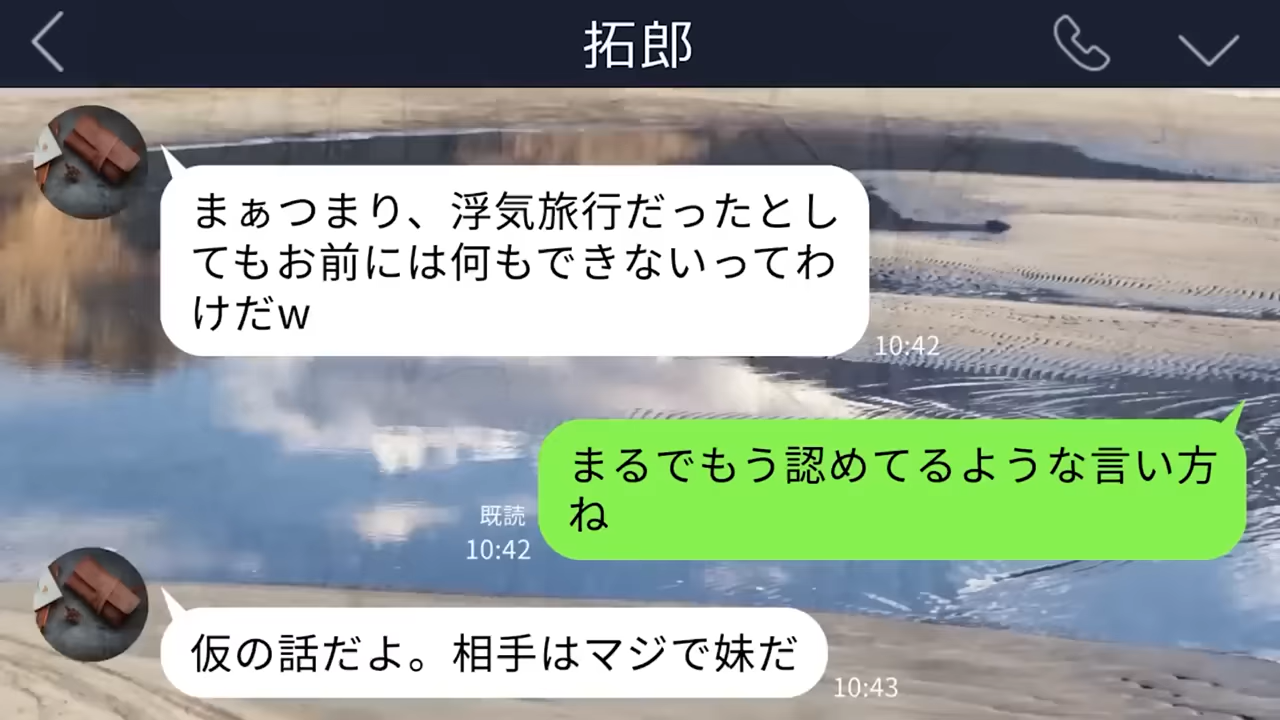 拓郎
まぁつまり、浮気旅行だったとし
てもお前には何もできないってわ
けだw
10:42
まるでもう認めてるような言い方
ね
既読
10:42
仮の話だよ。相手はマジで妹だ
10:43